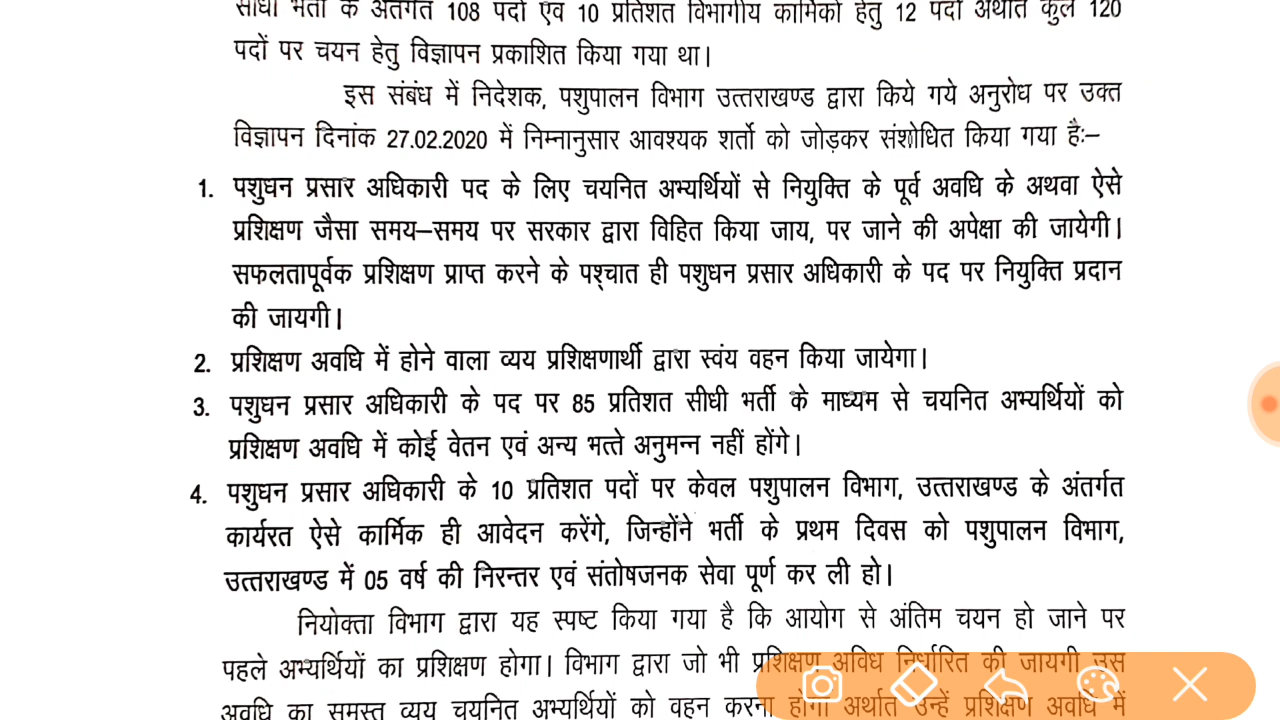 सीधी भर्ती के अंतर्गत 108 पदों एवं 10 प्रतिशत विभागीय कार्मिकों हेतु 12 पदों अर्थात कुल 120
पदों पर चयन हेतु विज्ञापन प्रकाशित किया गया था।
इस संबंध में निदेशक, पशुपालन विभाग उत्तराखण्ड द्वारा किये गये अनुरोध पर उक्त
विज्ञापन दिनांक 27.02.2020 में निम्नानुसार आवश्यक शर्तो को जोड़कर संशोधित किया गया हैः–
1. पशुधन प्रसार अधिकारी पद के लिए चयनित अभ्यर्थियों से नियुक्ति के पूर्व अवधि के अथवा ऐसे
प्रशिक्षण जैसा समय–समय पर सरकार द्वारा विहित किया जाय, पर जाने की अपेक्षा की जायेगी।
सफलतापूर्वक प्रशिक्षण प्राप्त करने के पश्चात ही पशुधन प्रसार अधिकारी के पद पर नियुक्ति प्रदान
की जायगी।
2. प्रशिक्षण अवधि में होने वाला व्यय प्रशिक्षणार्थी द्वारा स्वंय वहन किया जायेगा।
3. पशुधन प्रसार अधिकारी के पद पर 85 प्रतिशत सीधी भर्ती के माध्यम से चयनित अभ्यर्थियों को
प्रशिक्षण अवधि में कोई वेतन एवं अन्य भत्ते अनुमन्न नहीं होंगे।
4. पशुधन प्रसार अधिकारी के 10 प्रतिशत पदों पर केवल पशुपालन विभाग, उत्तराखण्ड के अंतर्गत
कार्यरत ऐसे कार्मिक ही आवेदन करेंगे, जिन्होंने भर्ती के प्रथम दिवस को पशुपालन विभाग,
उत्तराखण्ड में 05 वर्ष की निरन्तर एवं संतोषजनक सेवा पूर्ण कर ली हो।
नियोक्ता विभाग द्वारा यह स्पष्ट किया गया है कि आयोग से अंतिम चयन हो जाने पर
पहले अभ्यर्थियों का प्रशिक्षण होगा। विभाग द्वारा जो भी प्रशिक्षण अविध निर्धारित की जायगी उस
अवधि का समस्त व्यय चयनित अभ्यर्थियों को वहन करना होगा अर्थात उन्हें प्रशिक्षण अवधि में